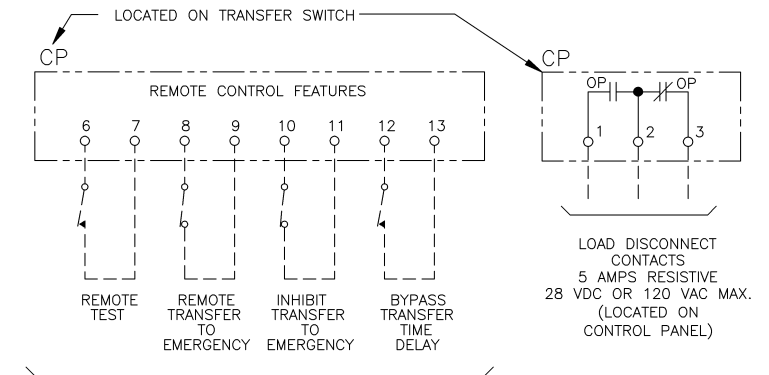 LOCATED ON TRANSFER SWITCH
CP
REMOTE CONTROL FEATURES
6 7 8 9 10 11 12 13
REMOTE
TEST
REMOTE
TRANSFER
TO
EMERGENCY
INHIBIT
TRANSFER
TO
EMERGENCY
BYPASS
TRANSFER
TIME
DELAY
CP
OP OP
1 2 3
LOAD DISCONNECT
CONTACTS
5 AMPS RESISTIVE
28 VDC OR 120 VAC MAX.
(LOCATED ON
CONTROL PANEL)